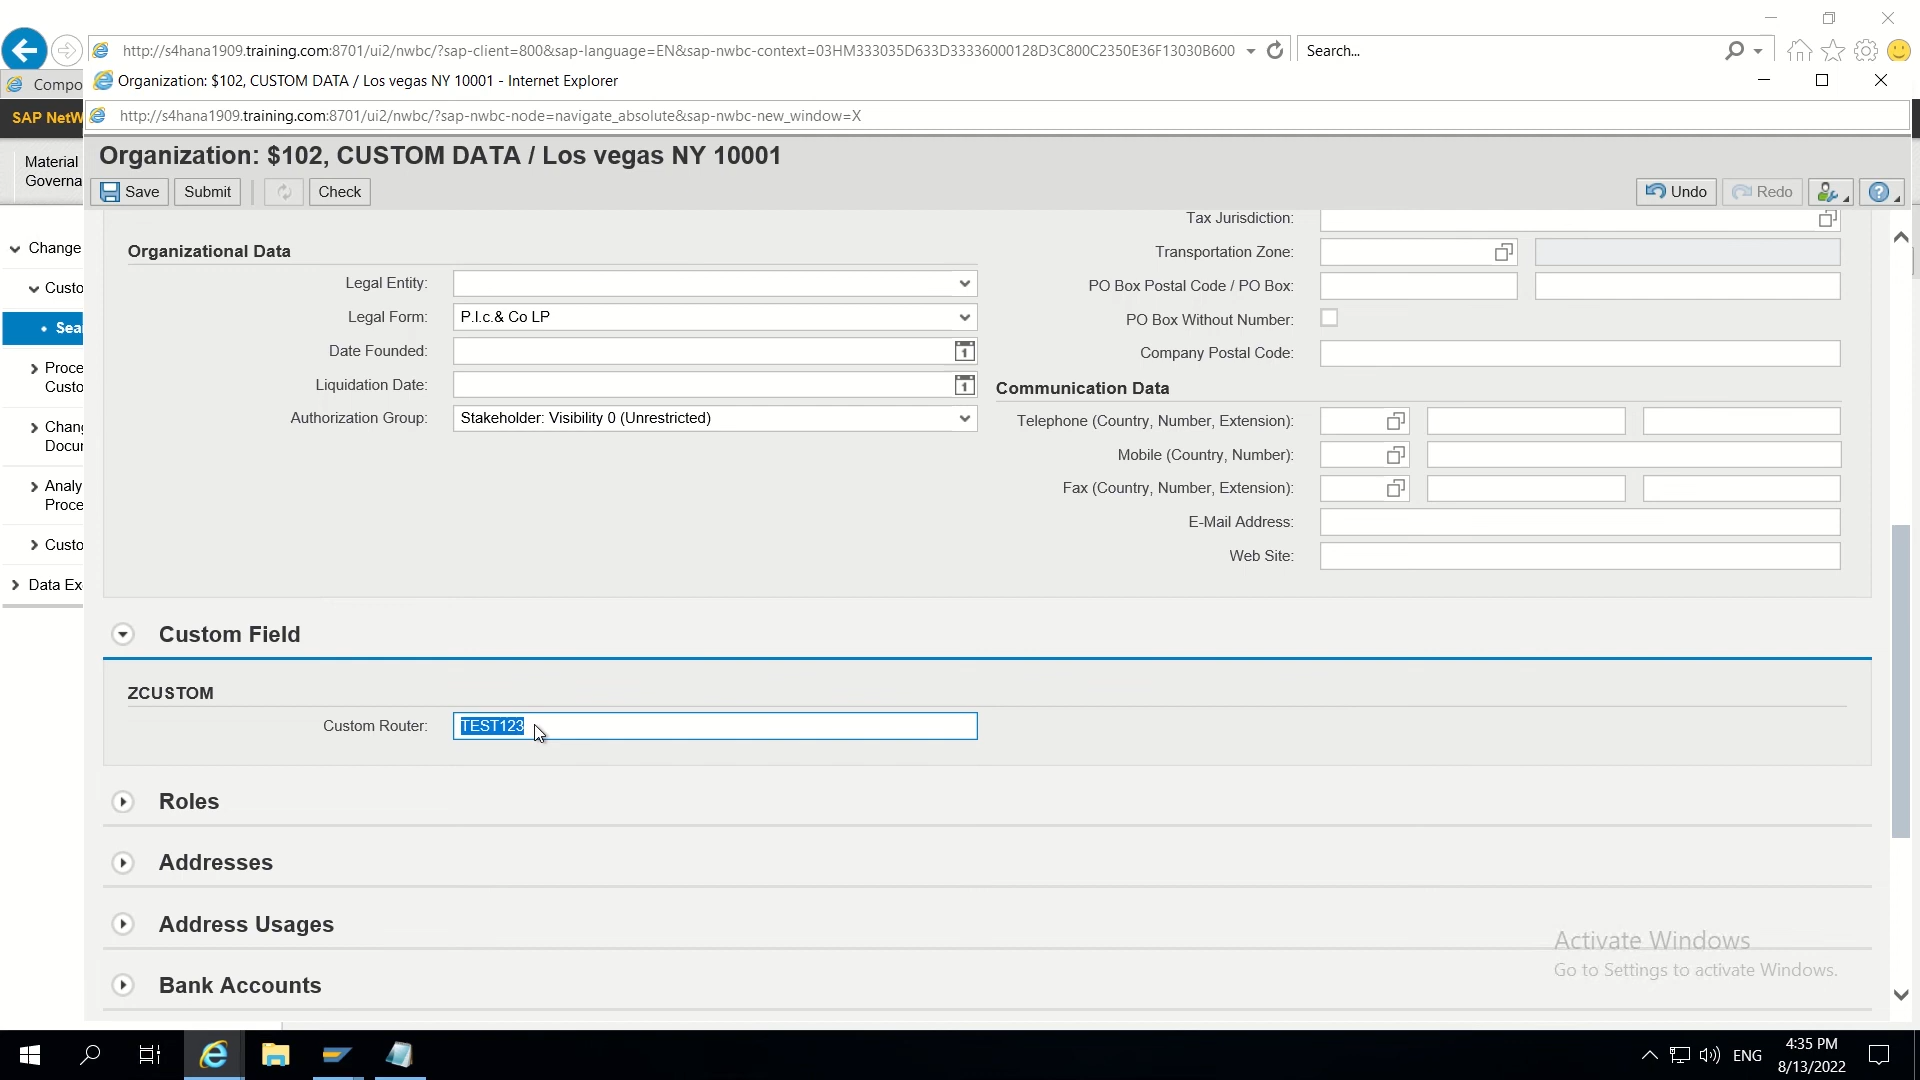 http://s4hana1909.training.com:8701/ui2/nwbc/?sap-client=800&sap-language=EN&sap-nwbc-context=03HM333035D633D33336000128D3C800C2350E36F13030B600
Search...
Compo
Organization: $102, CUSTOM DATA / Los vegas NY 10001 - Internet Explorer
SAP NetW
http://s4hana1909.training.com:8701/ui2/nwbc/?sap-nwbc-node=navigate_absolute&sap-nwbc-new_window=X
Material
Governa
Organization: $102, CUSTOM DATA / Los vegas NY 10001
Save
Submit
Check
Undo
Redo
Change
Custo
Sear
Proce
Custo
Chang
Docum
Analy
Proce
Custo
Data Ex
Organizational Data
Legal Entity:
Legal Form: P.l.c.& Co LP
Date Founded:
Liquidation Date:
Authorization Group: Stakeholder: Visibility 0 (Unrestricted)
Tax Jurisdiction:
Transportation Zone:
PO Box Postal Code / PO Box:
PO Box Without Number:
Company Postal Code:
Communication Data
Telephone (Country, Number, Extension):
Mobile (Country, Number):
Fax (Country, Number, Extension):
E-Mail Address:
Web Site:
Custom Field
ZCUSTOM
Custom Router: TEST123
Roles
Addresses
Address Usages
Bank Accounts
Activate Windows
Go to Settings to activate Windows.
ENG
4:35 PM
8/13/2022